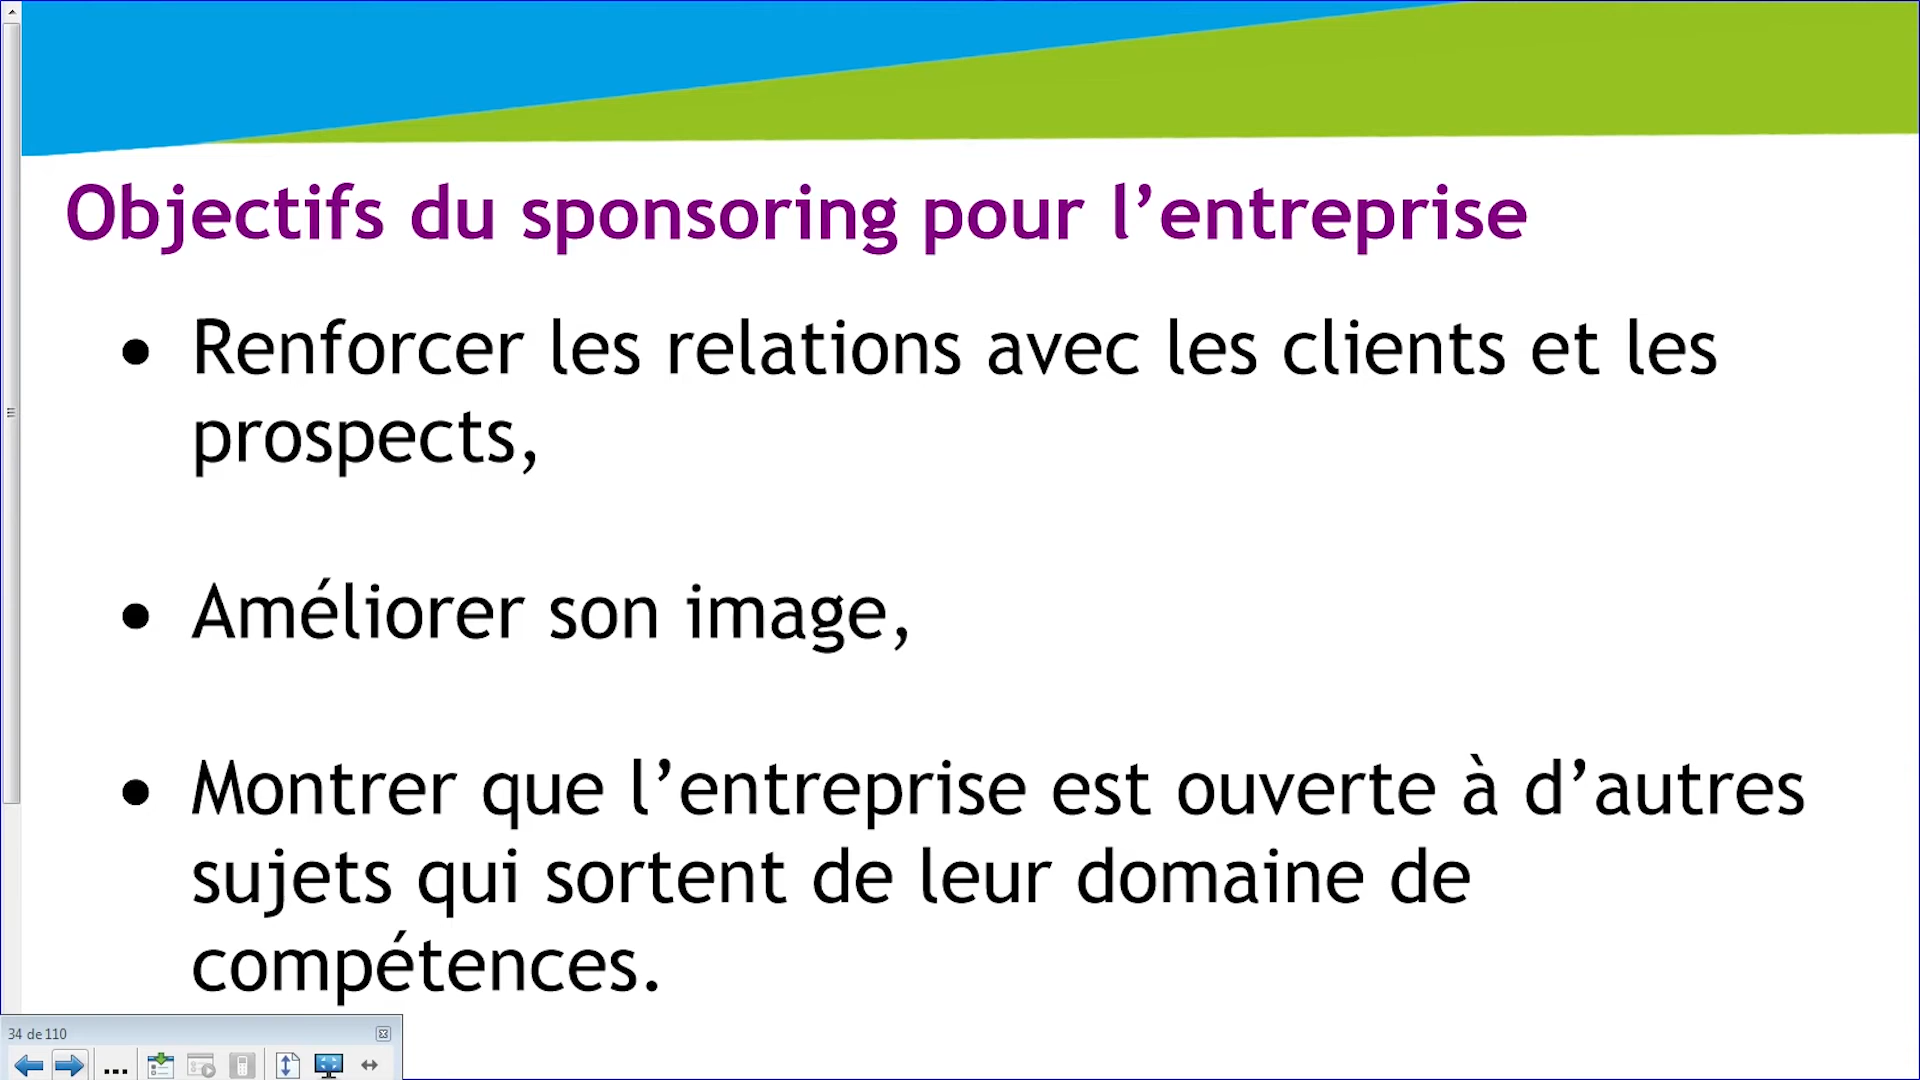 Objectifs du sponsoring pour l’entreprise
• Renforcer les relations avec les clients et les
prospects,
• Améliorer son image,
• Montrer que l’entreprise est ouverte à d’autres
sujets qui sortent de leur domaine de
compétences.
34 de 110
...